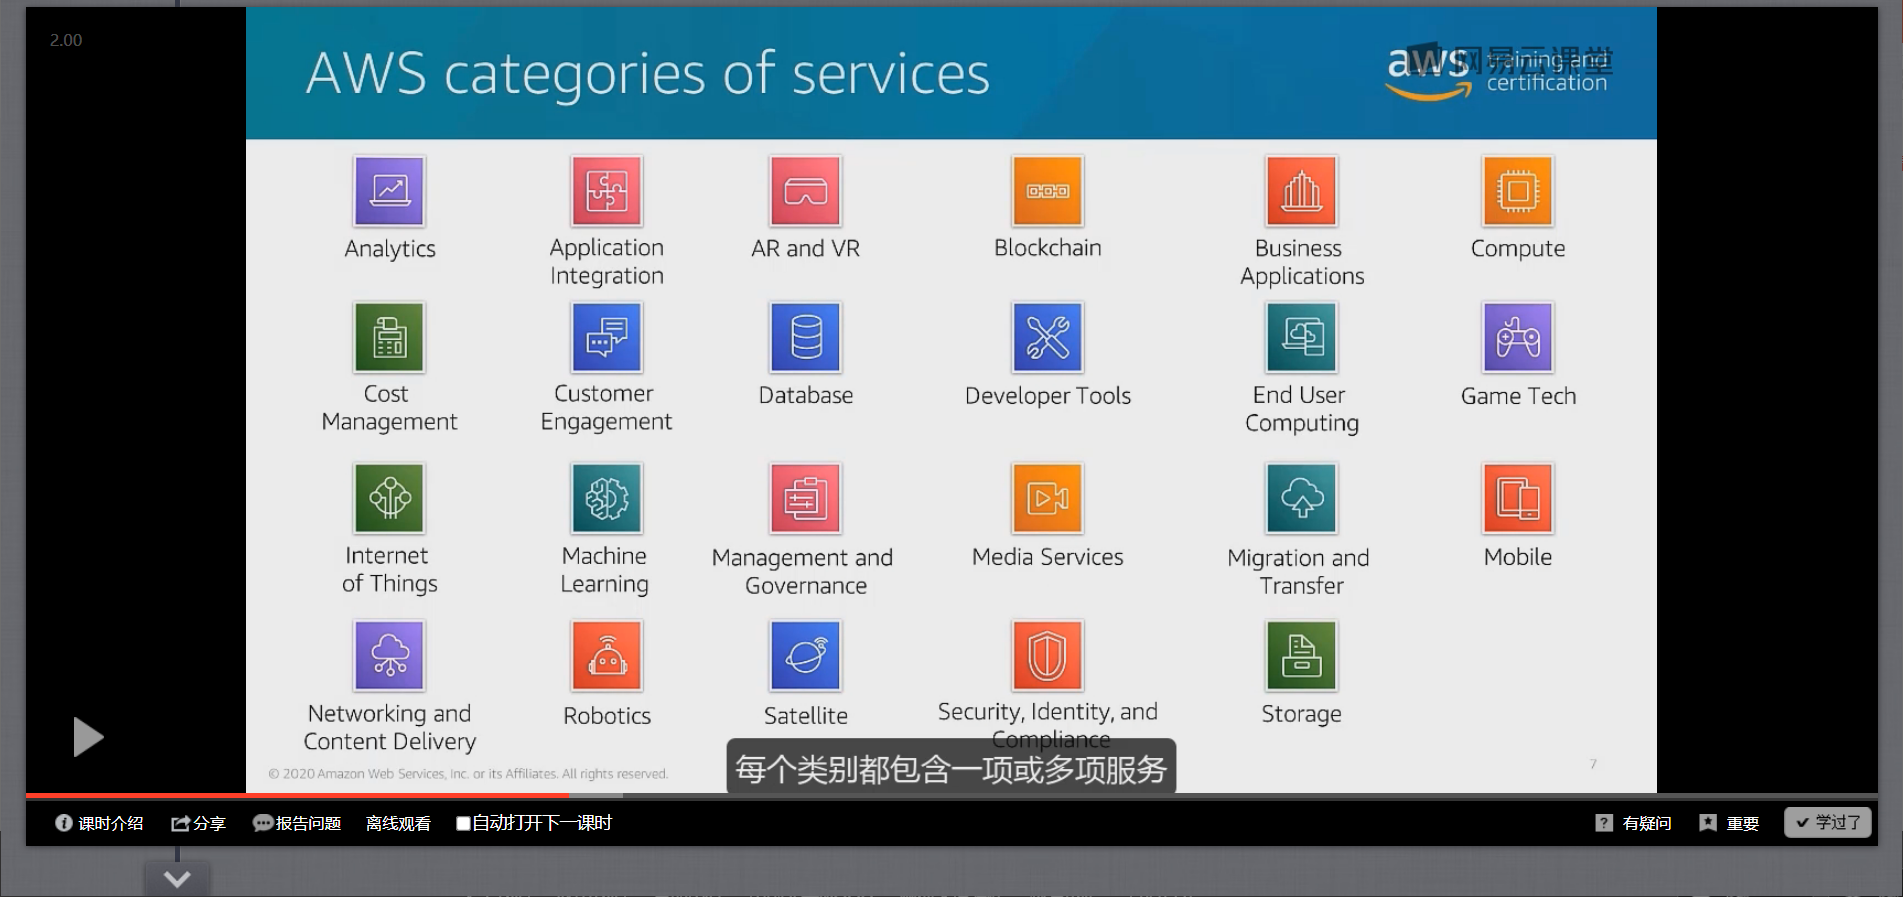 2.00
AWS categories of services
aws training and
certification
网易云课堂
Analytics
Application
Integration
AR and VR
Blockchain
Business
Applications
Compute
Cost
Management
Customer
Engagement
Database
Developer Tools
End User
Computing
Game Tech
Internet
of Things
Machine
Learning
Management and
Governance
Media Services
Migration and
Transfer
Mobile
Networking and
Content Delivery
Robotics
Satellite
Security, Identity, and
Compliance
Storage
© 2020 Amazon Web Services, Inc. or its Affiliates. All rights reserved.
7
每个类别都包含一项或多项服务
课时介绍 分享 报告问题 离线观看 自动打开下一课时 有疑问 重要 学过了